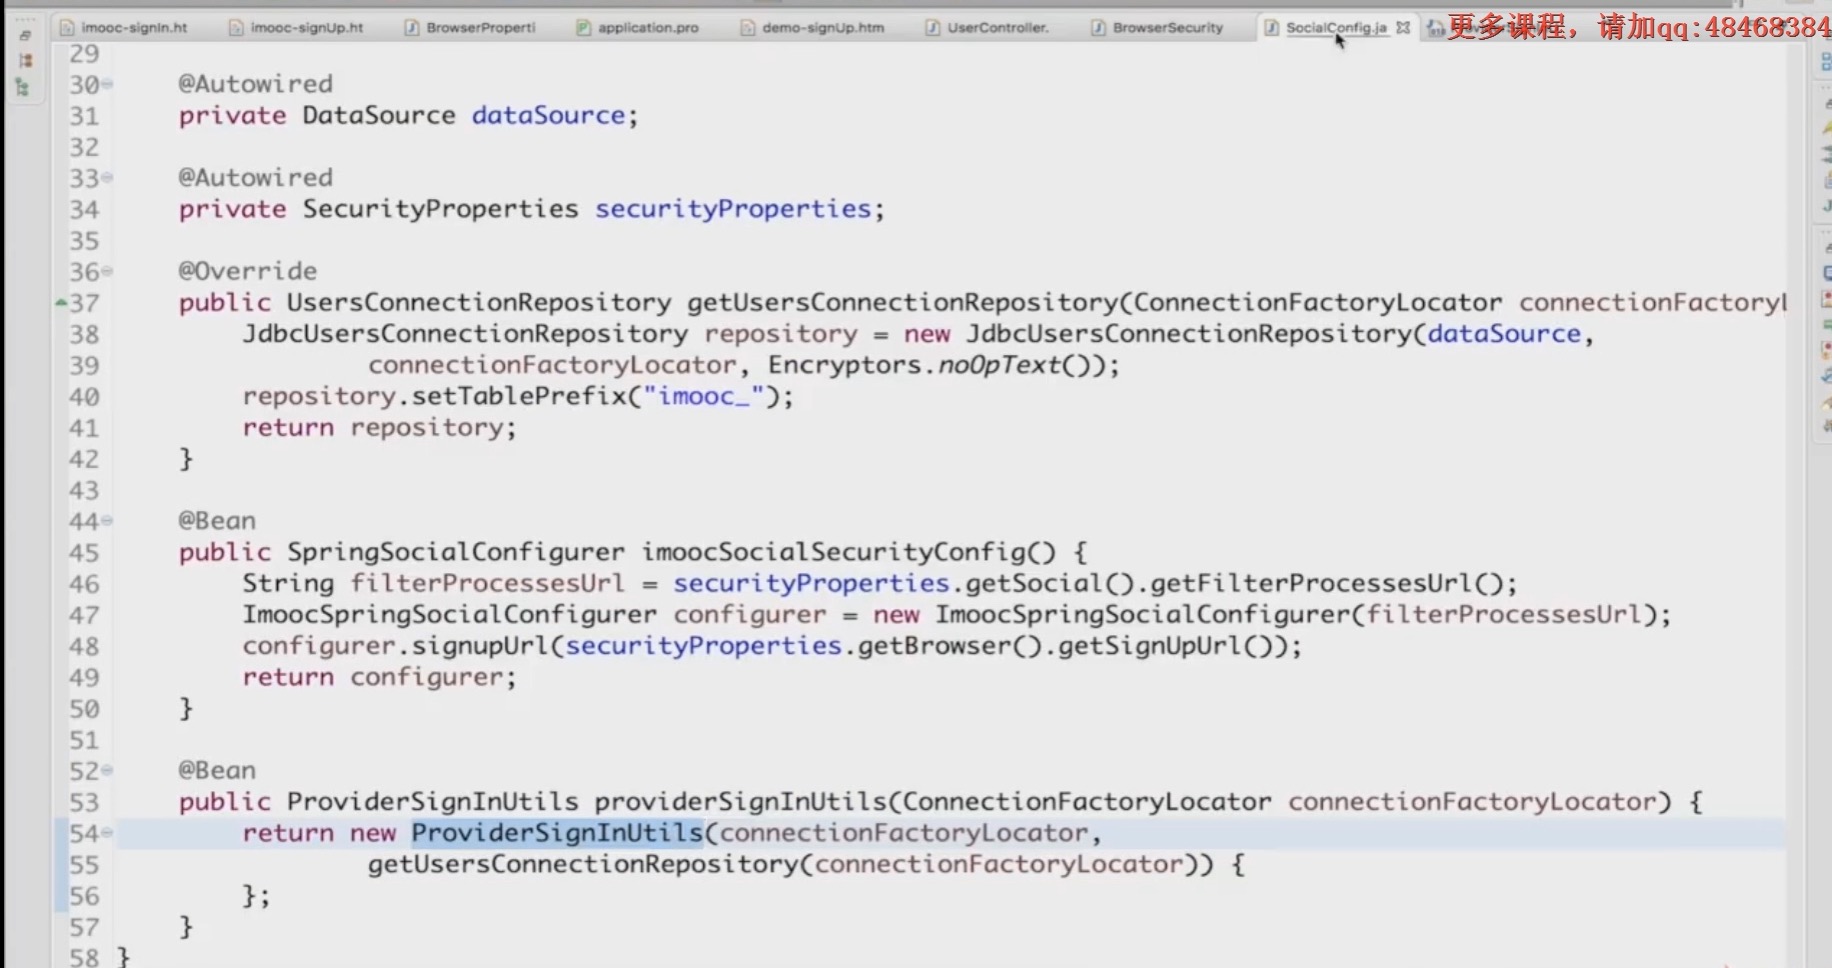 imooc-signIn.ht imooc-signUp.ht BrowserProperti application.pro demo-signUp.htm UserController. BrowserSecurity SocialConfig.ja
更多课程，请加qq:48468384
29
30 @Autowired
31 private DataSource dataSource;
32
33 @Autowired
34 private SecurityProperties securityProperties;
35
36 @Override
37 public UsersConnectionRepository getUsersConnectionRepository(ConnectionFactoryLocator connectionFactoryL
38 JdbcUsersConnectionRepository repository = new JdbcUsersConnectionRepository(dataSource,
39 connectionFactoryLocator, Encryptors.noOpText());
40 repository.setTablePrefix("imooc_");
41 return repository;
42 }
43
44 @Bean
45 public SpringSocialConfigurer imoocSocialSecurityConfig() {
46 String filterProcessesUrl = securityProperties.getSocial().getFilterProcessesUrl();
47 ImoocSpringSocialConfigurer configurer = new ImoocSpringSocialConfigurer(filterProcessesUrl);
48 configurer.signupUrl(securityProperties.getBrowser().getSignUpUrl());
49 return configurer;
50 }
51
52 @Bean
53 public ProviderSignInUtils providerSignInUtils(ConnectionFactoryLocator connectionFactoryLocator) {
54 return new ProviderSignInUtils(connectionFactoryLocator,
55 getUsersConnectionRepository(connectionFactoryLocator)) {
56 };
57 }
58 }